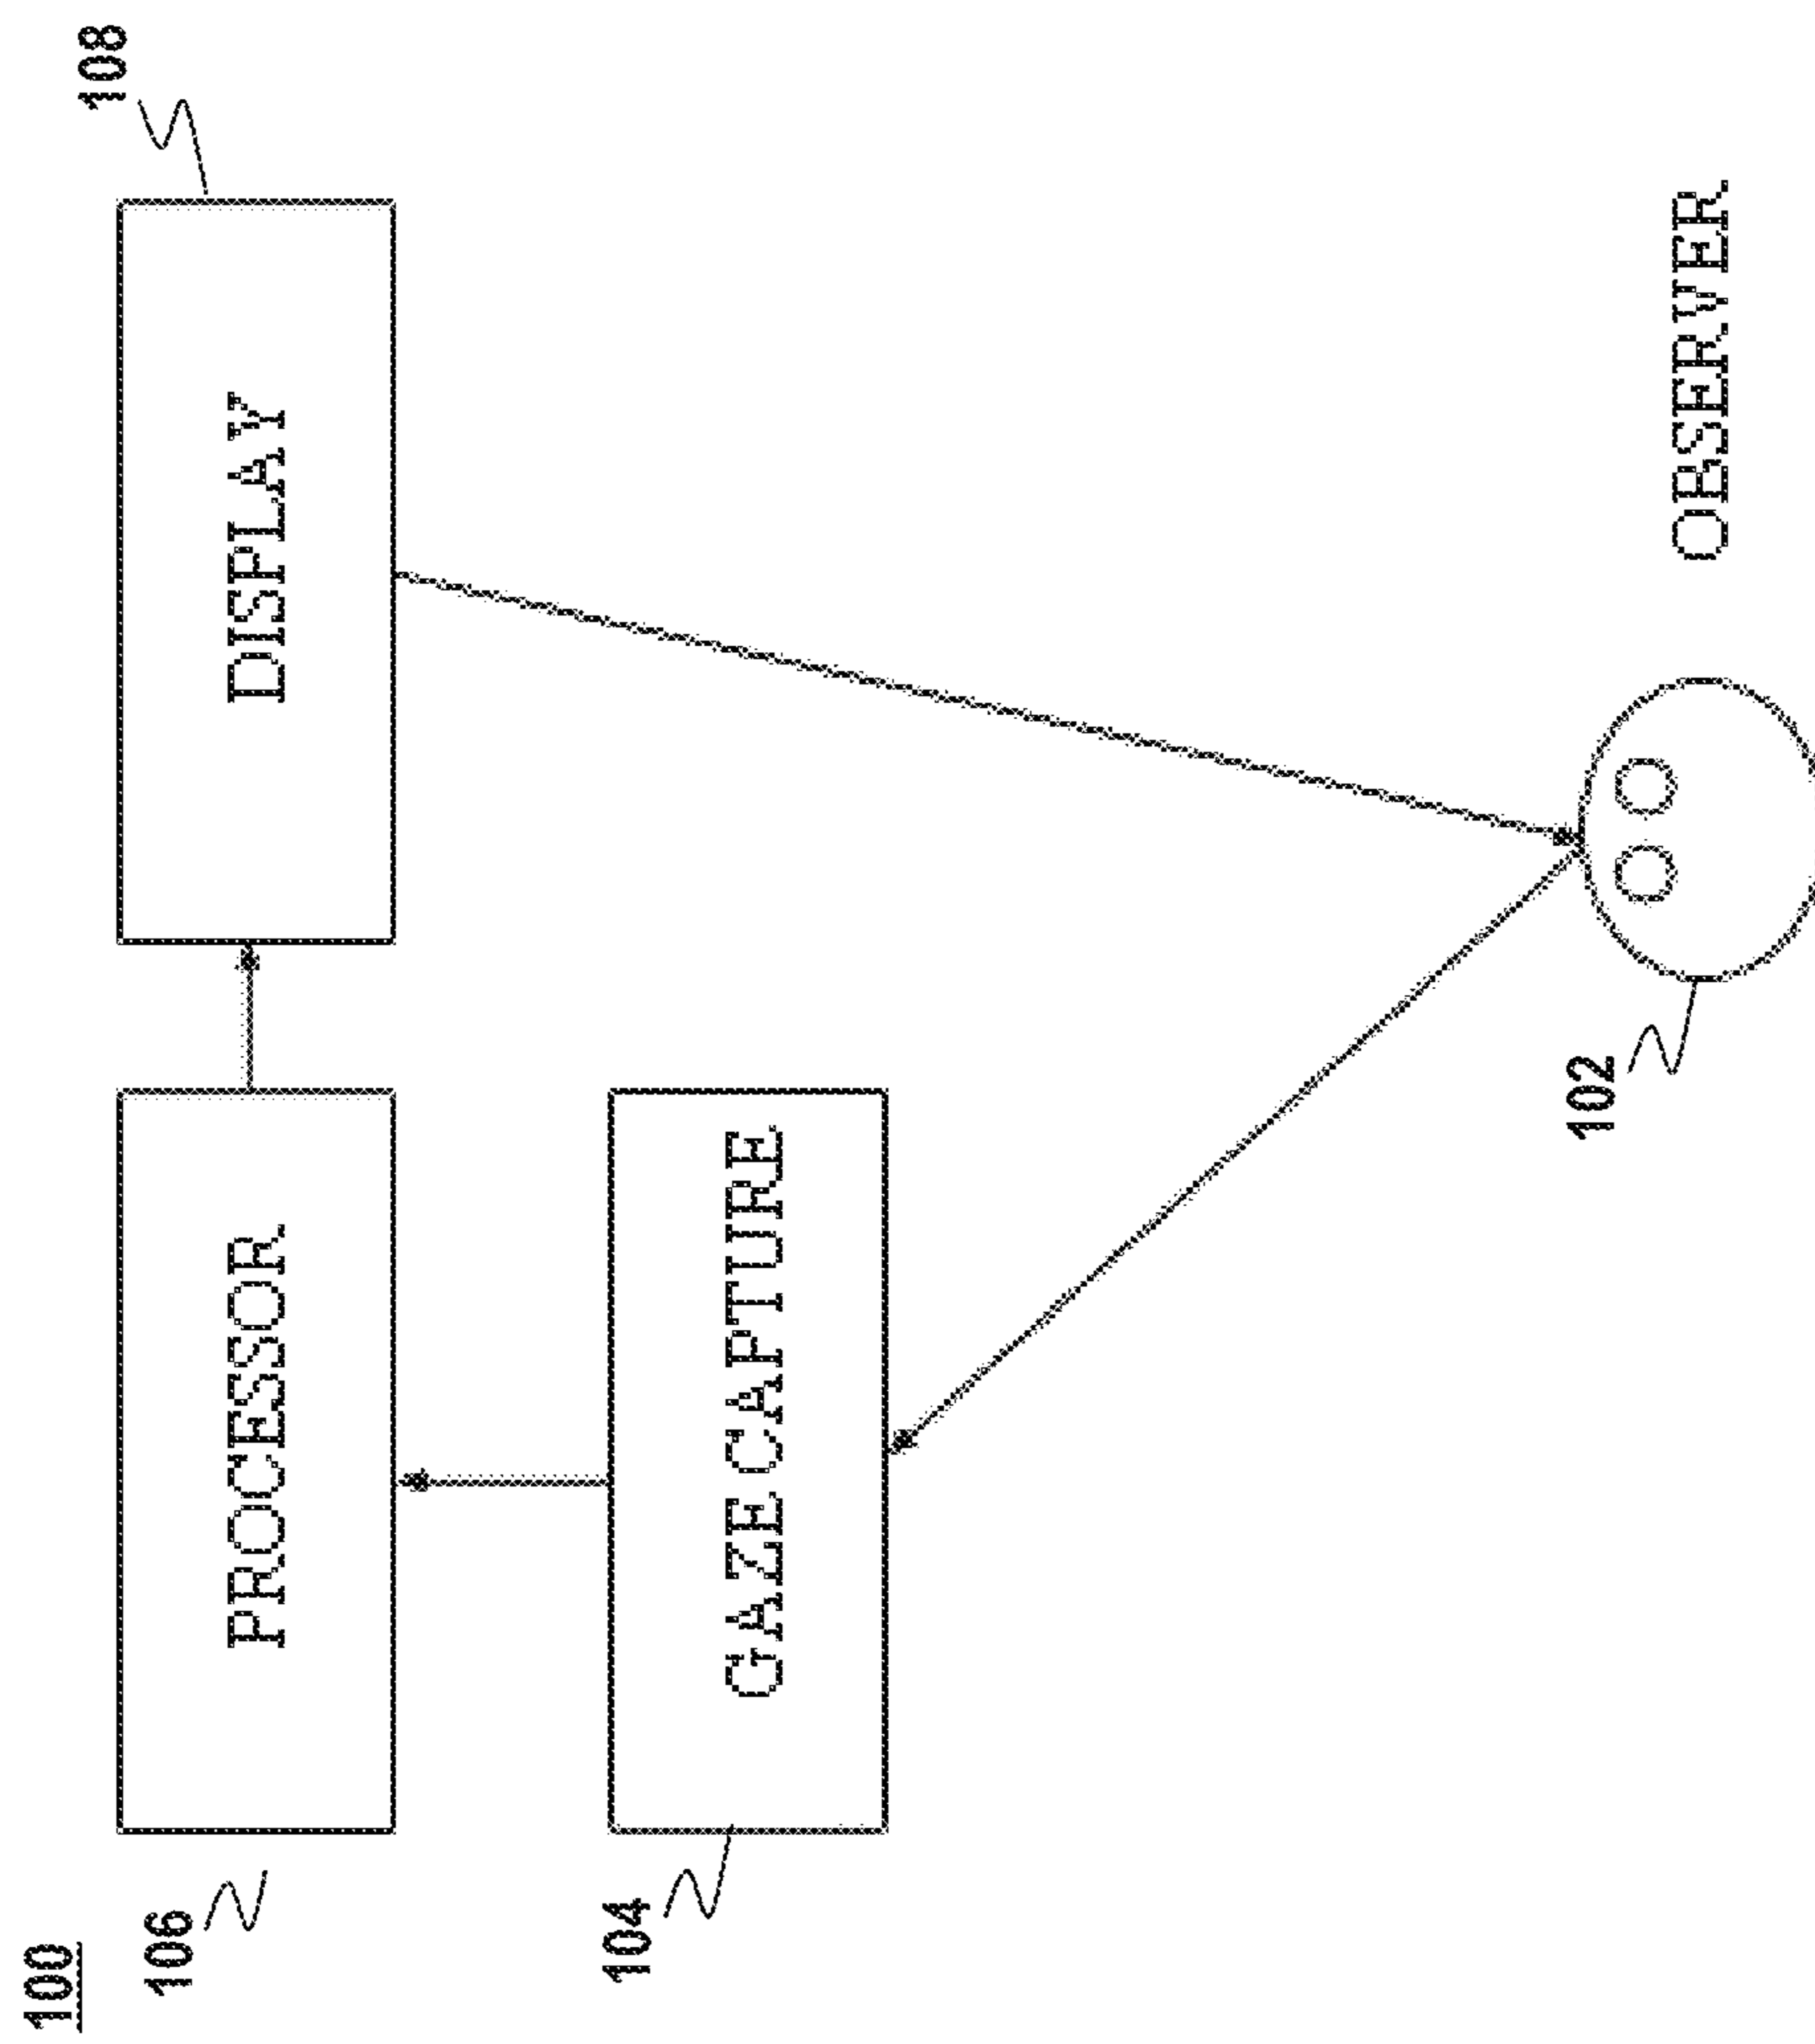 100
106
PROCESSOR
DISPLAY
108
104
GAZE CAPTURE
102
OBSERVER